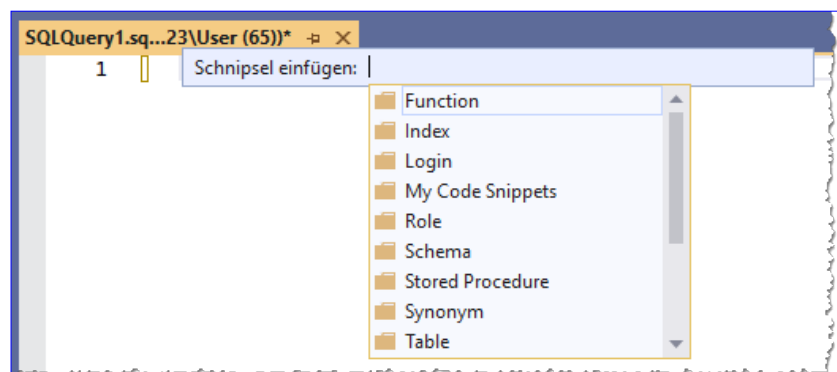 SQLQuery1.sq...23\User (65))*
1 Schnipsel einfügen:
Function
Index
Login
My Code Snippets
Role
Schema
Stored Procedure
Synonym
Table